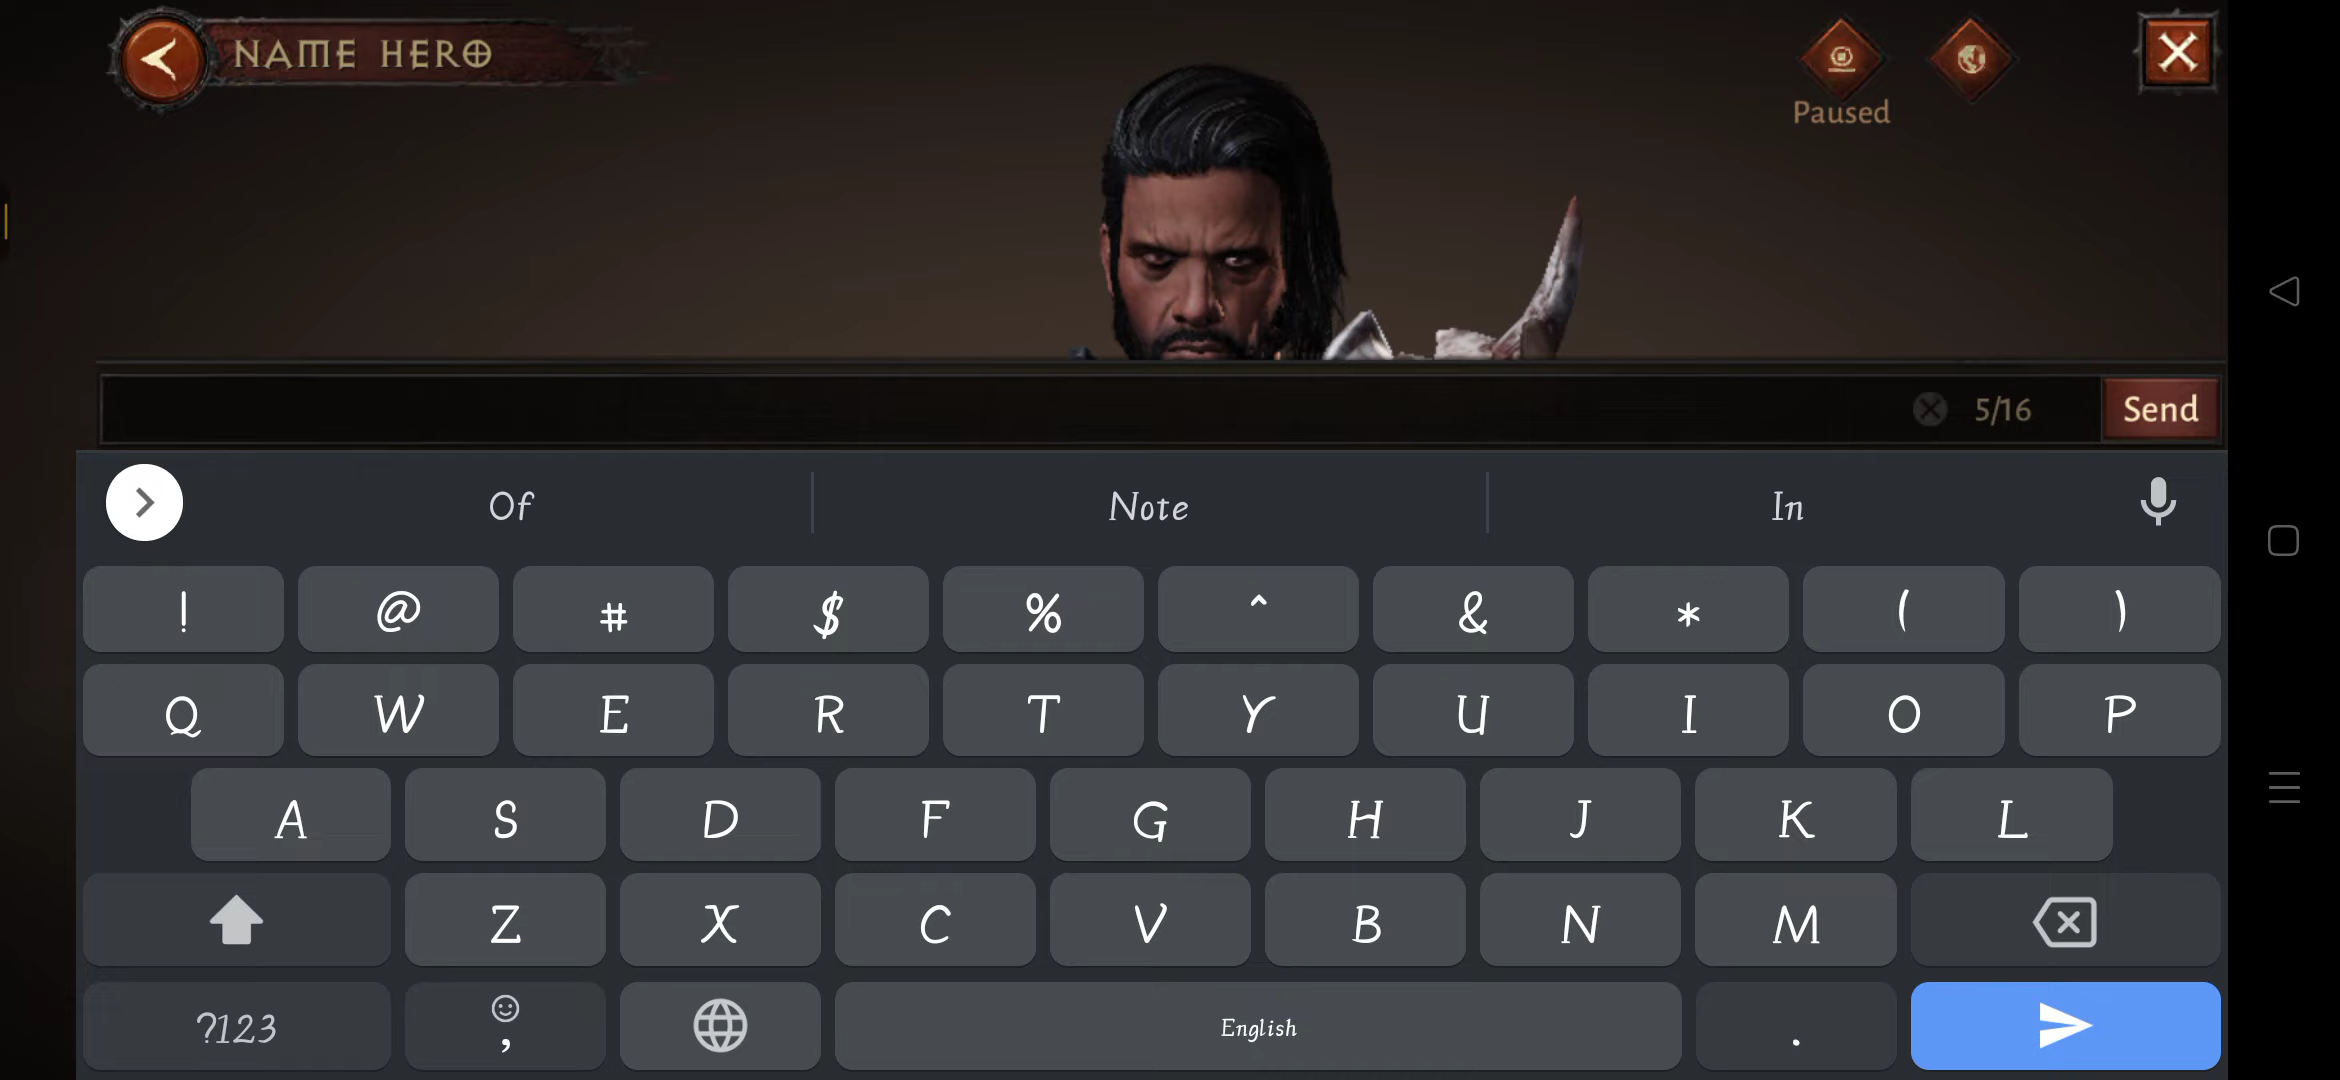 NAME HERO
Paused
5/16
Send
Of
Note
In
! @ # $ % ^ & * ( )
Q W E R T Y U I O P
A S D F G H J K L
Z X C V B N M
?123
,
English
.